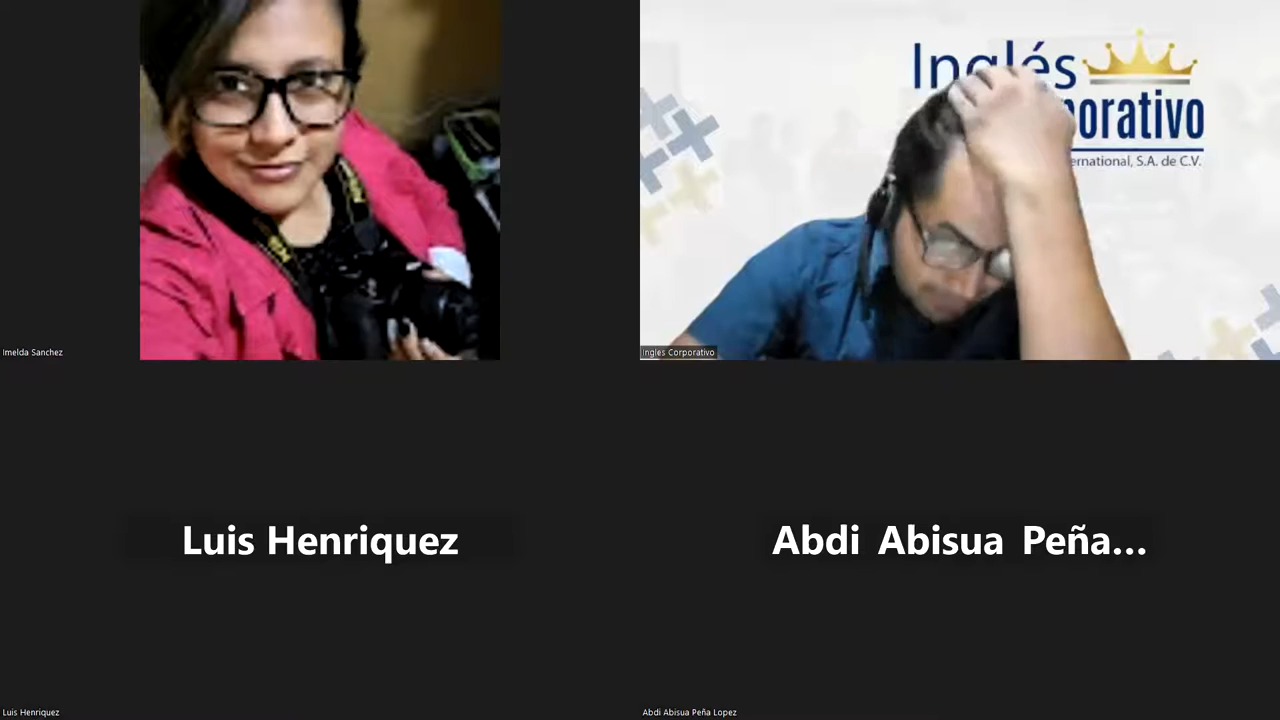 Imelda Sanchez
Inglés
orativo
ernational, S.A. de C.V.
Ingles Corporativo
Luis Henriquez
Abdi Abisua Peña...
Luis Henriquez
Abdi Abisua Peña Lopez